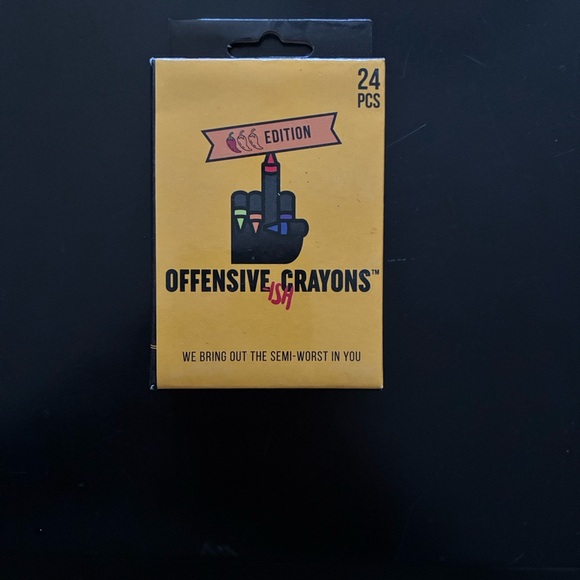 24
PCS
EDITION
OFFENSIVE CRAYONS™
ISH
WE BRING OUT THE SEMI-WORST IN YOU